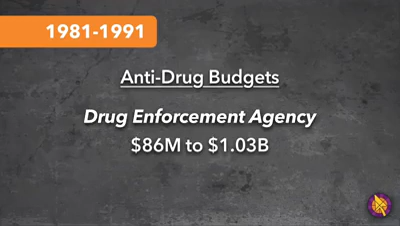 1981-1991
Anti-Drug Budgets
Drug Enforcement Agency
$86M to $1.03B